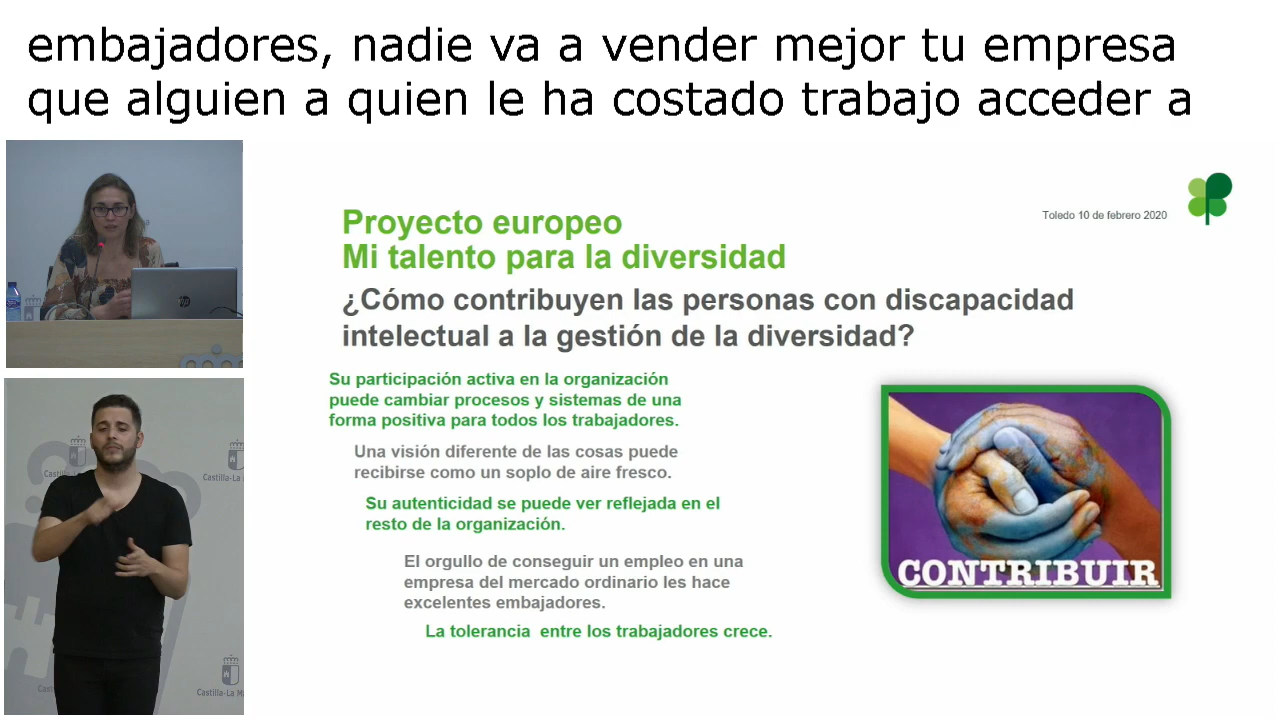 embajadores, nadie va a vender mejor tu empresa
que alguien a quien le ha costado trabajo acceder a
Toledo 10 de febrero 2020
Proyecto europeo
Mi talento para la diversidad
¿Cómo contribuyen las personas con discapacidad
intelectual a la gestión de la diversidad?
Su participación activa en la organización
puede cambiar procesos y sistemas de una
forma positiva para todos los trabajadores.
Una visión diferente de las cosas puede
recibirse como un soplo de aire fresco.
Su autenticidad se puede ver reflejada en el
resto de la organización.
El orgullo de conseguir un empleo en una
empresa del mercado ordinario les hace
excelentes embajadores.
La tolerancia entre los trabajadores crece.
CONTRIBUIR
hp
Castilla-La M